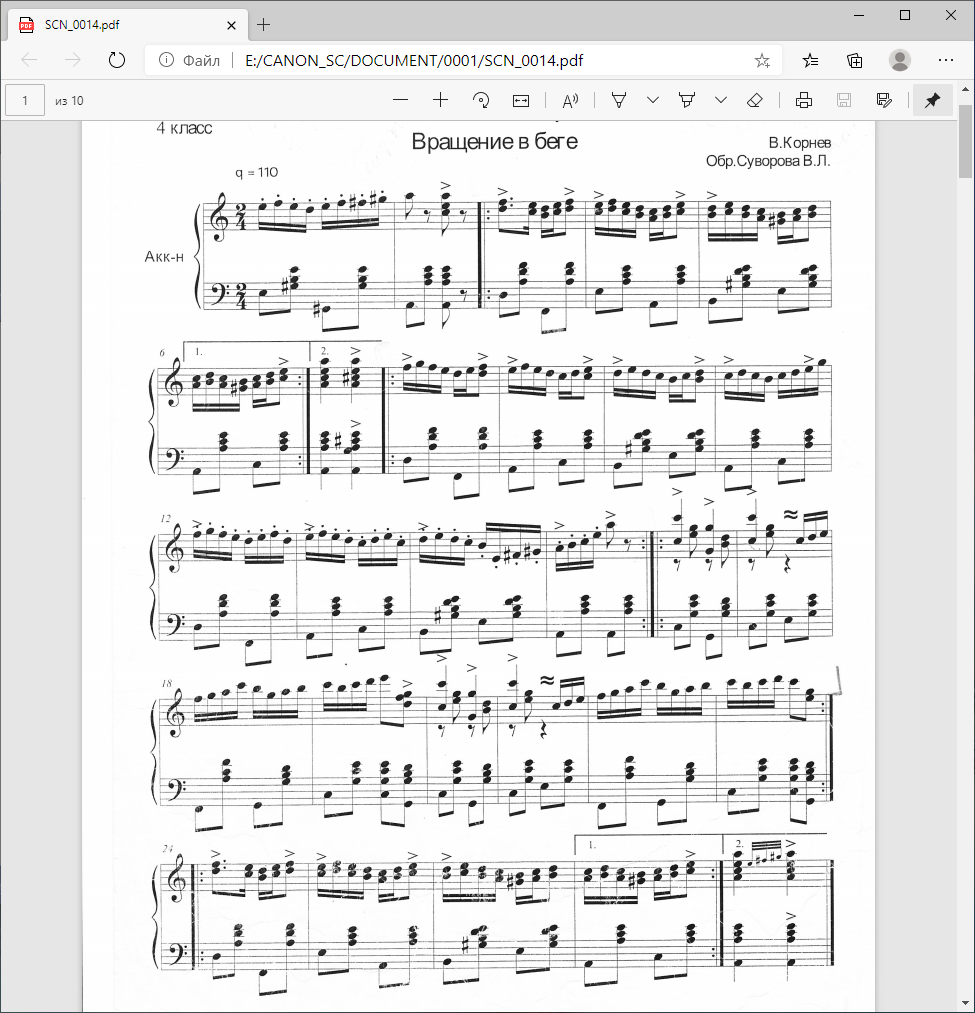 SCN_0014.pdf
Файл E:/CANON_SC/DOCUMENT/0001/SCN_0014.pdf
1 из 10
4 класс
Вращение в беге
В.Корнев
Обр.Суворова В.Л.
q = 110
Акк-н
6
1.
2.
12
18
24
1.
2.